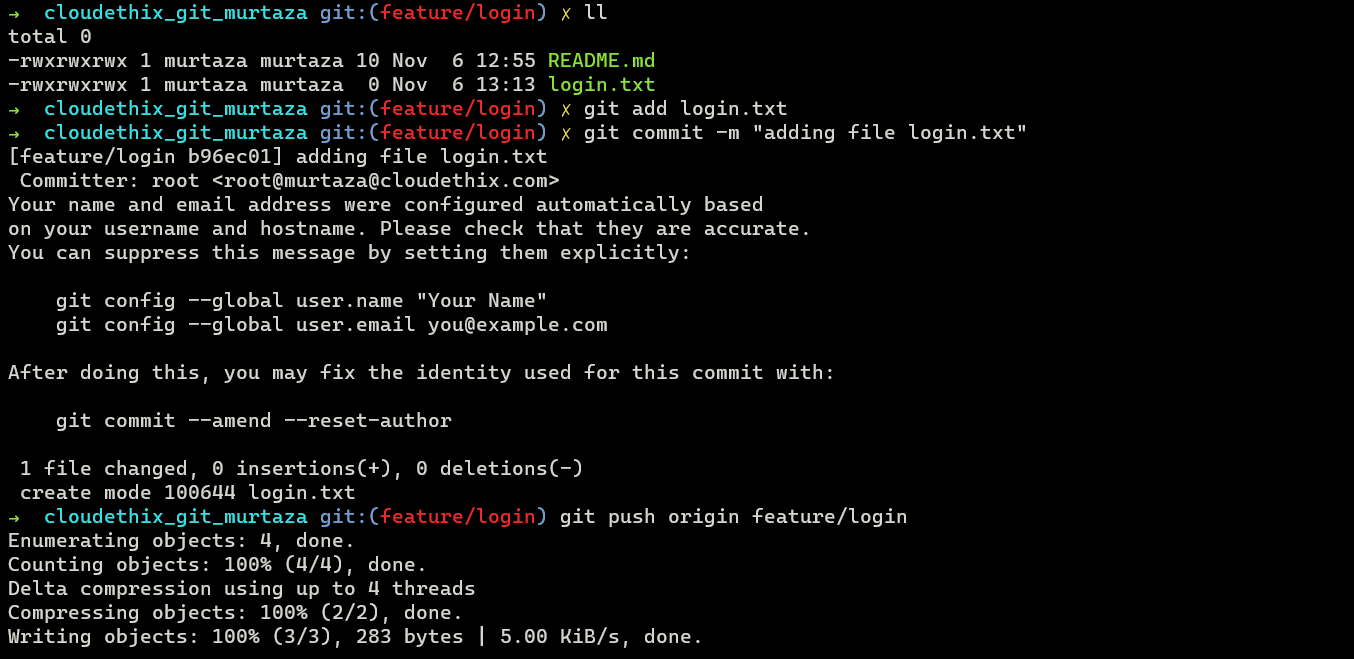 →  cloudethix_git_murtaza git:(feature/login) ✗ ll
total 0
-rwxrwxrwx 1 murtaza murtaza 10 Nov  6 12:55 README.md
-rwxrwxrwx 1 murtaza murtaza  0 Nov  6 13:13 login.txt
→  cloudethix_git_murtaza git:(feature/login) ✗ git add login.txt
→  cloudethix_git_murtaza git:(feature/login) ✗ git commit -m "adding file login.txt"
[feature/login b96ec01] adding file login.txt
 Committer: root <root@murtaza@cloudethix.com>
Your name and email address were configured automatically based
on your username and hostname. Please check that they are accurate.
You can suppress this message by setting them explicitly:

    git config --global user.name "Your Name"
    git config --global user.email you@example.com

After doing this, you may fix the identity used for this commit with:

    git commit --amend --reset-author

 1 file changed, 0 insertions(+), 0 deletions(-)
 create mode 100644 login.txt
→  cloudethix_git_murtaza git:(feature/login) git push origin feature/login
Enumerating objects: 4, done.
Counting objects: 100% (4/4), done.
Delta compression using up to 4 threads
Compressing objects: 100% (2/2), done.
Writing objects: 100% (3/3), 283 bytes | 5.00 KiB/s, done.